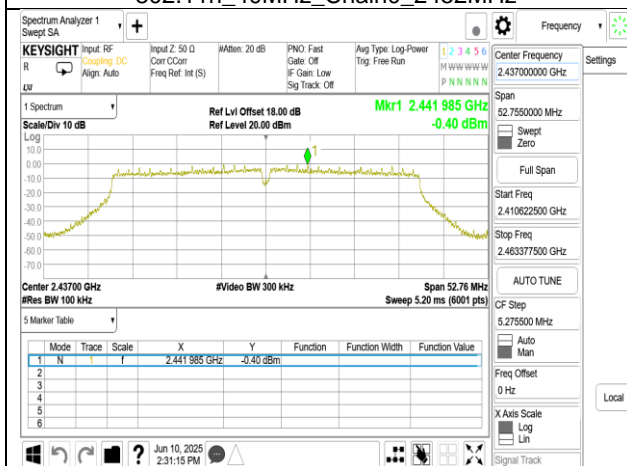 802.11n_40MHz_Chain0_2452MHz
Spectrum Analyzer 1
Swept SA
Frequency
KEYSIGHT
R
LXI
Input: RF
Coupling: DC
Align: Auto
Input Z: 50 Ω
Corr CCorr
Freq Ref: Int (S)
#Atten: 20 dB
PNO: Fast
Gate: Off
IF Gain: Low
Sig Track: Off
Avg Type: Log-Power
Trig: Free Run
1 2 3 4 5 6
M W W W W W
P N N N N N
1 Spectrum
Scale/Div 10 dB
Ref Lvl Offset 18.00 dB
Ref Level 20.00 dBm
Mkr1 2.441 985 GHz
-0.40 dBm
Log
10.0
0.00
-10.0
-20.0
-30.0
-40.0
-50.0
-60.0
-70.0
1
Center 2.43700 GHz
#Res BW 100 kHz
#Video BW 300 kHz
Span 52.76 MHz
Sweep 5.20 ms (6001 pts)
5 Marker Table
Mode Trace Scale X Y Function Function Width Function Value
1 N 1 f 2.441 985 GHz -0.40 dBm
2
3
4
5
6
Jun 10, 2025
2:31:15 PM
Center Frequency
2.437000000 GHz
Span
52.7550000 MHz
Swept
Zero
Full Span
Start Freq
2.410622500 GHz
Stop Freq
2.463377500 GHz
AUTO TUNE
CF Step
5.275500 MHz
Auto
Man
Freq Offset
0 Hz
X Axis Scale
Log
Lin
Signal Track
Settings
Local